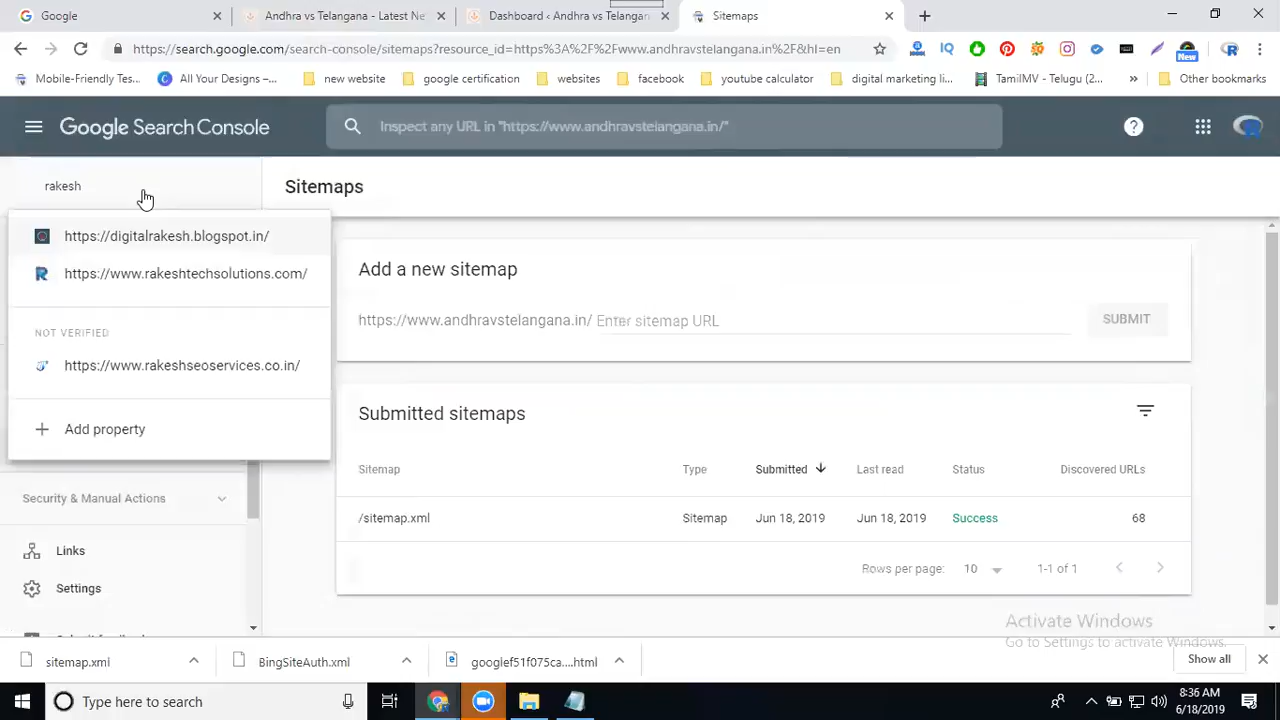 Google
Andhra vs Telangana - Latest Net
Dashboard ‹ Andhra vs Telangan
Sitemaps
https://search.google.com/search-console/sitemaps?resource_id=https%3A%2F%2Fwww.andhravstelangana.in%2F&hl=en
IQ
New
Mobile-Friendly Tes...
All Your Designs –...
new website
google certification
websites
facebook
youtube calculator
digital marketing li...
TamilMV - Telugu (2...
»
Other bookmarks
Google Search Console
Inspect any URL in "https://www.andhravstelangana.in/"
rakesh
Sitemaps
https://digitalrakesh.blogspot.in/
https://www.rakeshtechsolutions.com/
NOT VERIFIED
https://www.rakeshseoservices.co.in/
Add property
Add a new sitemap
https://www.andhravstelangana.in/ Enter sitemap URL
SUBMIT
Submitted sitemaps
Sitemap Type Submitted Last read Status Discovered URLs
/sitemap.xml Sitemap Jun 18, 2019 Jun 18, 2019 Success 68
Rows per page: 10 1-1 of 1
Security & Manual Actions
Links
Settings
Activate Windows
Go to Settings to activate Windows.
sitemap.xml
BingSiteAuth.xml
googlef51f075ca....html
Show all
Type here to search
8:36 AM
6/18/2019